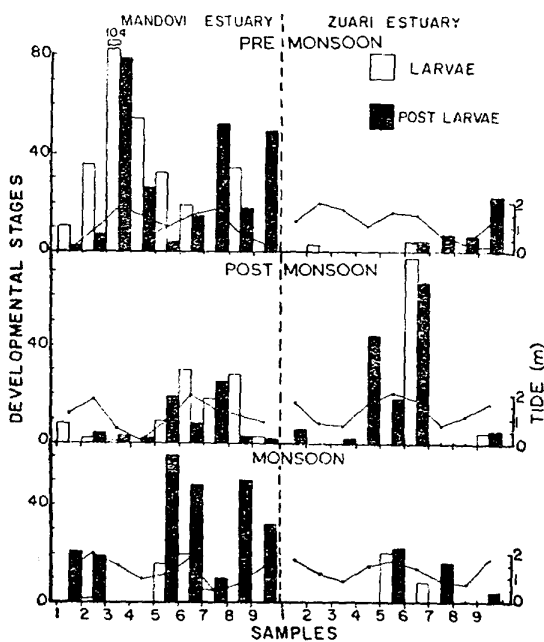 MANDOVI ESTUARY ZUARI ESTUARY
104
PRE MONSOON
80
40
0
LARVAE
POST LARVAE
2
1
0
POST MONSOON
40
0
2
1
0
MONSOON
40
0
2
1
0
1 2 3 4 5 6 7 8 9 1 2 3 4 5 6 7 8 9
SAMPLES
DEVELOPMENTAL STAGES
TIDE (m)